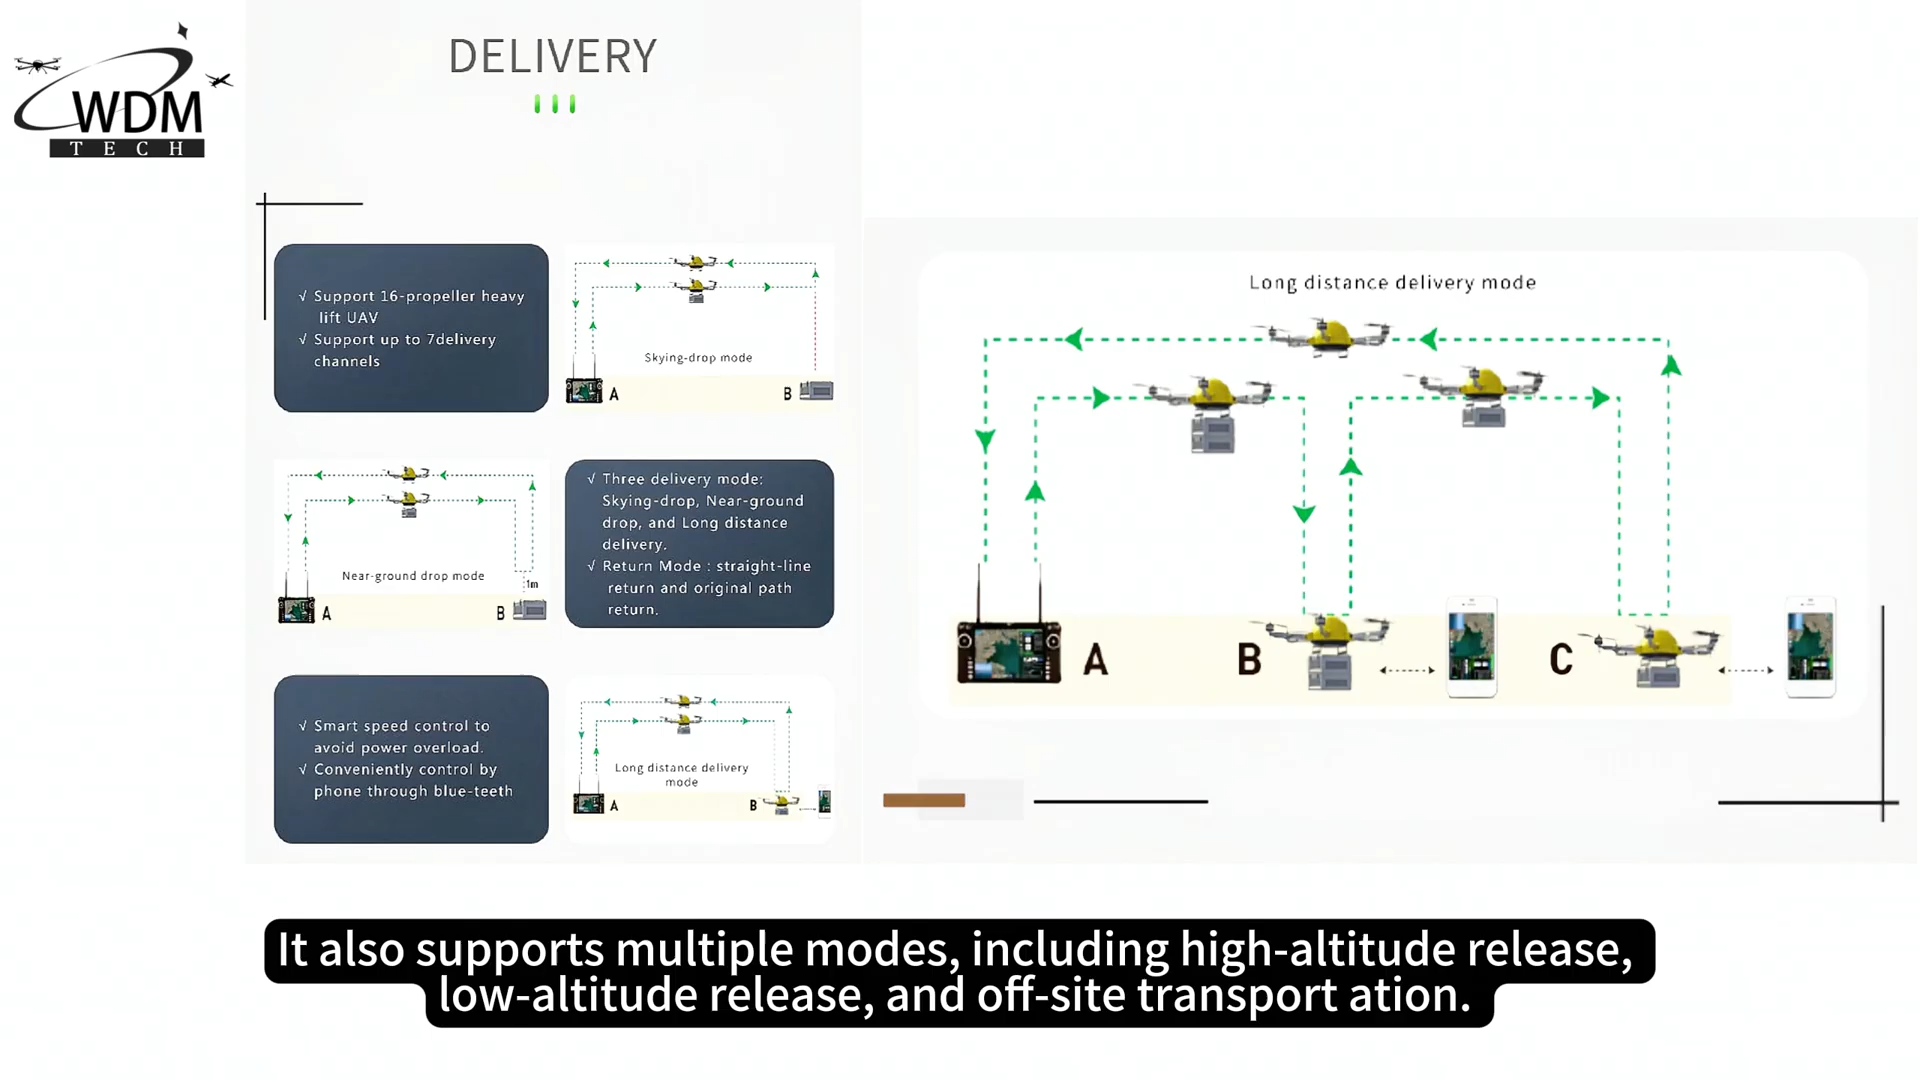 WDM
TECH
DELIVERY
√ Support 16-propeller heavy
lift UAV
√ Support up to 7delivery
channels
Skying-drop mode
A
B
Near-ground drop mode
1m
A
B
√ Three delivery mode:
Skying-drop, Near-ground
drop, and Long distance
delivery.
√ Return Mode : straight-line
return and original path
return.
√ Smart speed control to
avoid power overload.
√ Conveniently control by
phone through blue-teeth
Long distance delivery
mode
A
B
Long distance delivery mode
A
B
C
It also supports multiple modes, including high-altitude release,
low-altitude release, and off-site transport ation.